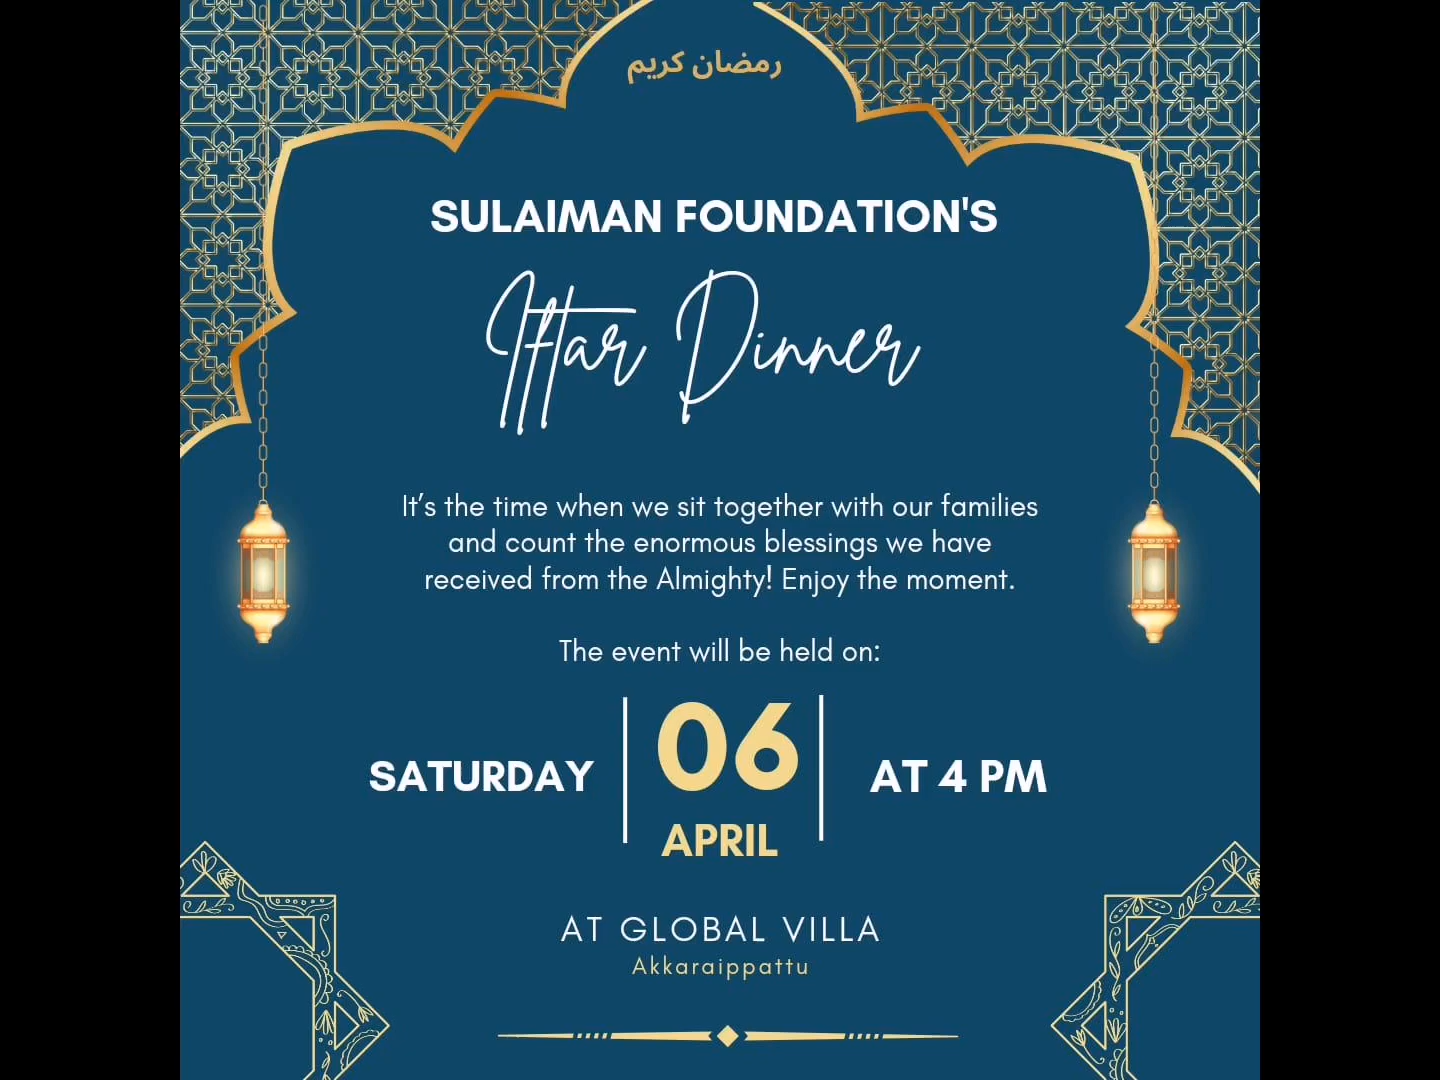 رمضان كريم
SULAIMAN FOUNDATION'S
Iftar Dinner
It's the time when we sit together with our families
and count the enormous blessings we have
received from the Almighty! Enjoy the moment.
The event will be held on:
SATURDAY
06
APRIL
AT 4 PM
AT GLOBAL VILLA
Akkaraippattu